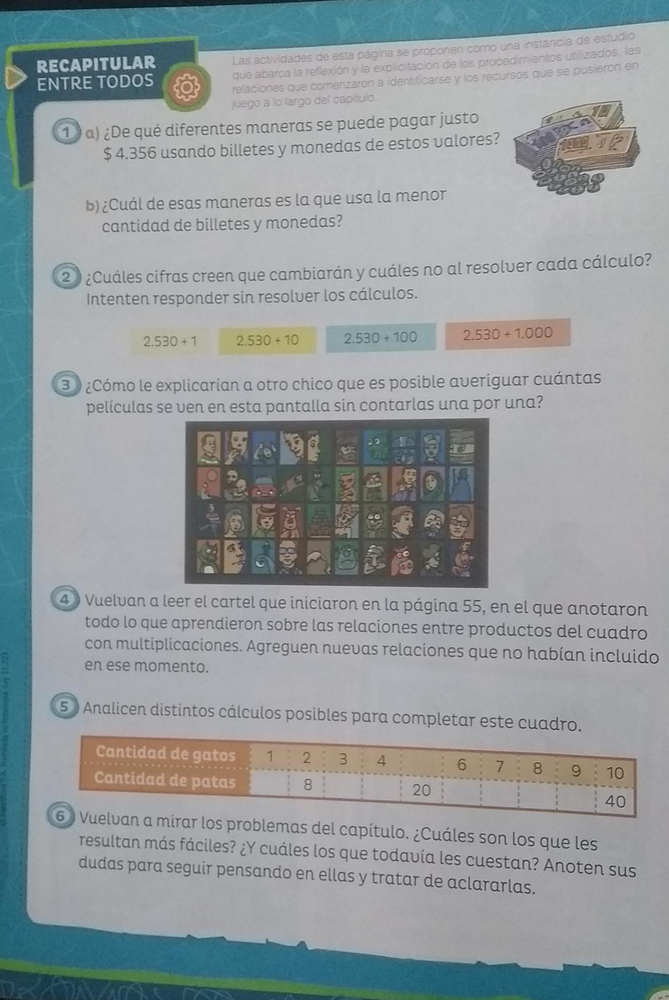 RECAPITULAR
ENTRE TODOS
Las actividades de esta página se proponen como una instancia de estudio
que abarca la reflexión y la explicitación de los procedimientos utilizados, las
relaciones que comenzaron a identificarse y los recursos que se pusieron en
juego a lo largo del capítulo.
1 a) ¿De qué diferentes maneras se puede pagar justo
$ 4.356 usando billetes y monedas de estos valores?
10
100
1000
b) ¿Cuál de esas maneras es la que usa la menor
cantidad de billetes y monedas?
2 ¿Cuáles cifras creen que cambiarán y cuáles no al resolver cada cálculo?
Intenten responder sin resolver los cálculos.
2.530 + 1 2.530 + 10 2.530 + 100 2.530 + 1.000
3 ¿Cómo le explicarían a otro chico que es posible averiguar cuántas
películas se ven en esta pantalla sin contarlas una por una?
4 Vuelvan a leer el cartel que iniciaron en la página 55, en el que anotaron
todo lo que aprendieron sobre las relaciones entre productos del cuadro
con multiplicaciones. Agreguen nuevas relaciones que no habían incluido
en ese momento.
5 Analicen distintos cálculos posibles para completar este cuadro.
Cantidad de gatos 1 2 3 4 6 7 8 9 10
Cantidad de patas 8 20 40
6 Vuelvan a mirar los problemas del capítulo. ¿Cuáles son los que les
resultan más fáciles? ¿Y cuáles los que todavía les cuestan? Anoten sus
dudas para seguir pensando en ellas y tratar de aclararlas.
Prohibida su fotocopia. Ley 11.723